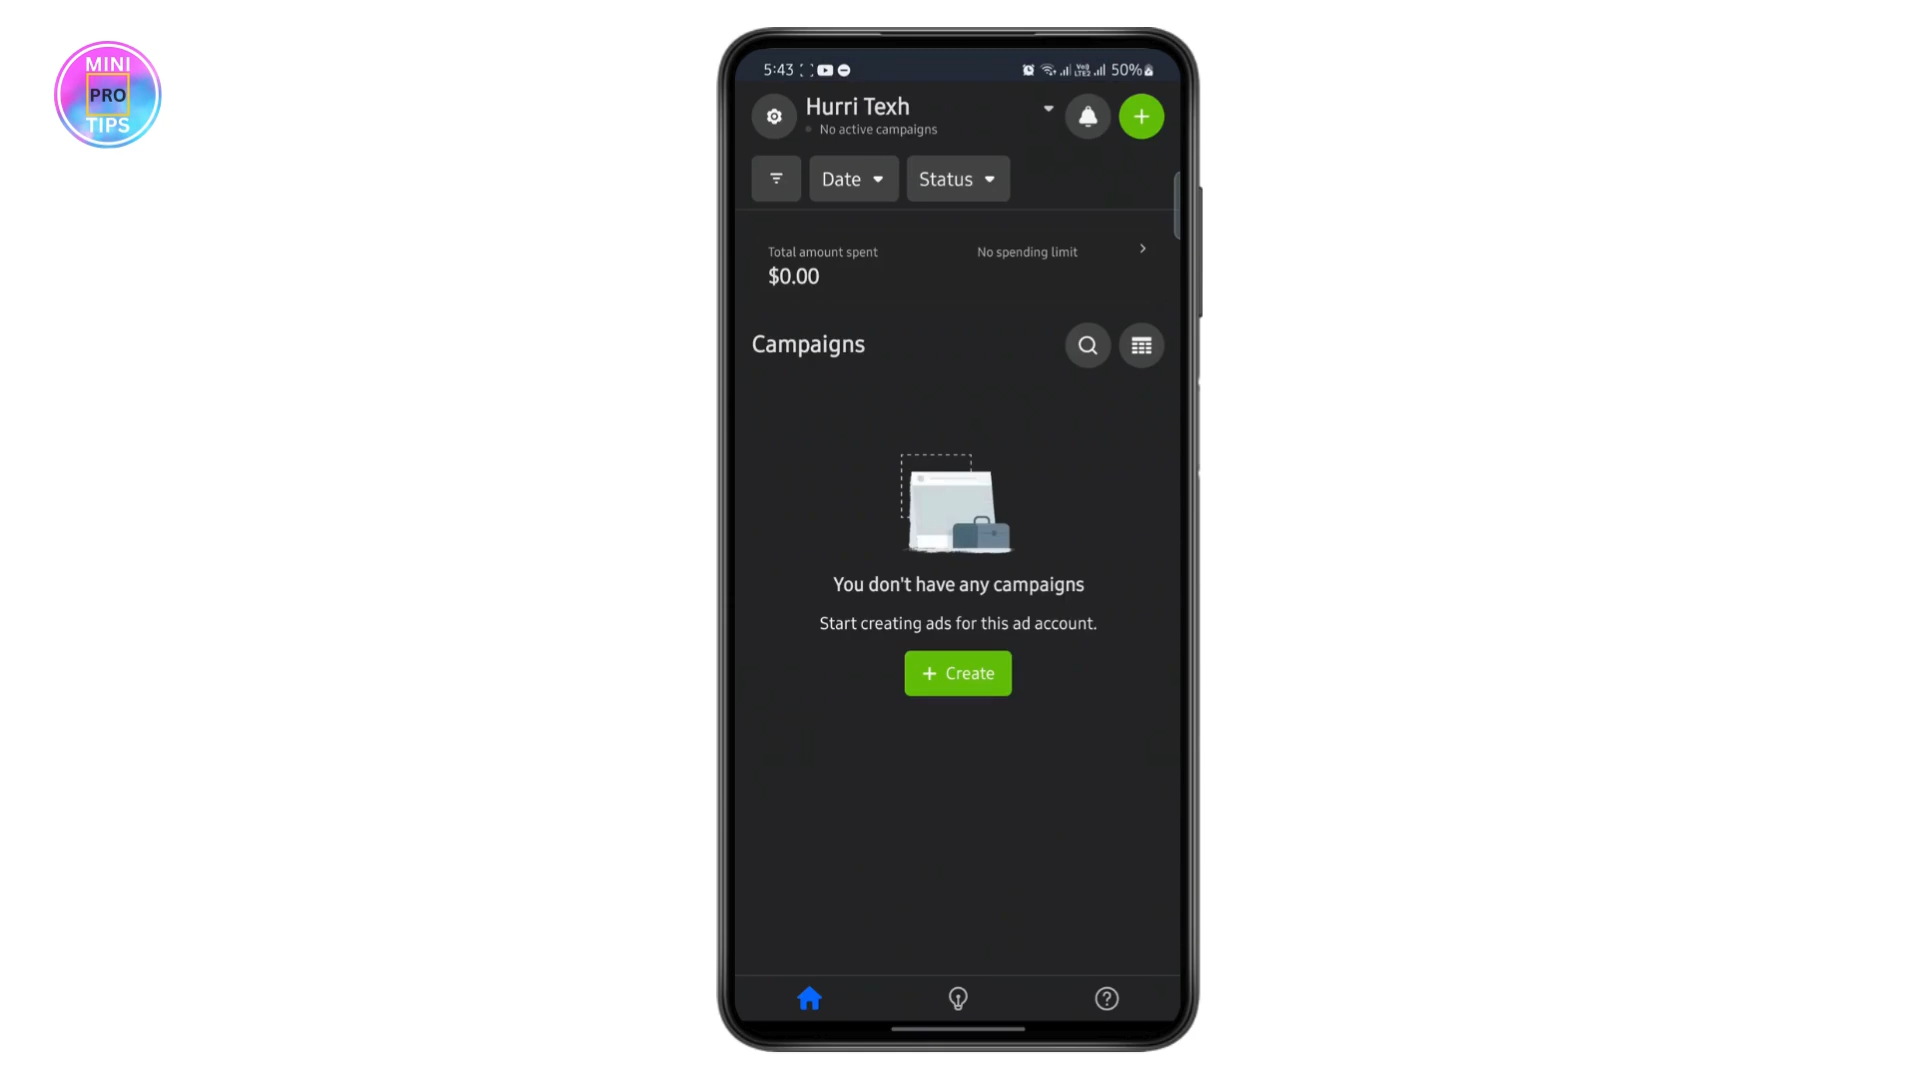 MINI
PRO
TIPS
5:43
50%
Hurri Texh
No active campaigns
Date
Status
Total amount spent
No spending limit
$0.00
Campaigns
You don't have any campaigns
Start creating ads for this ad account.
+ Create